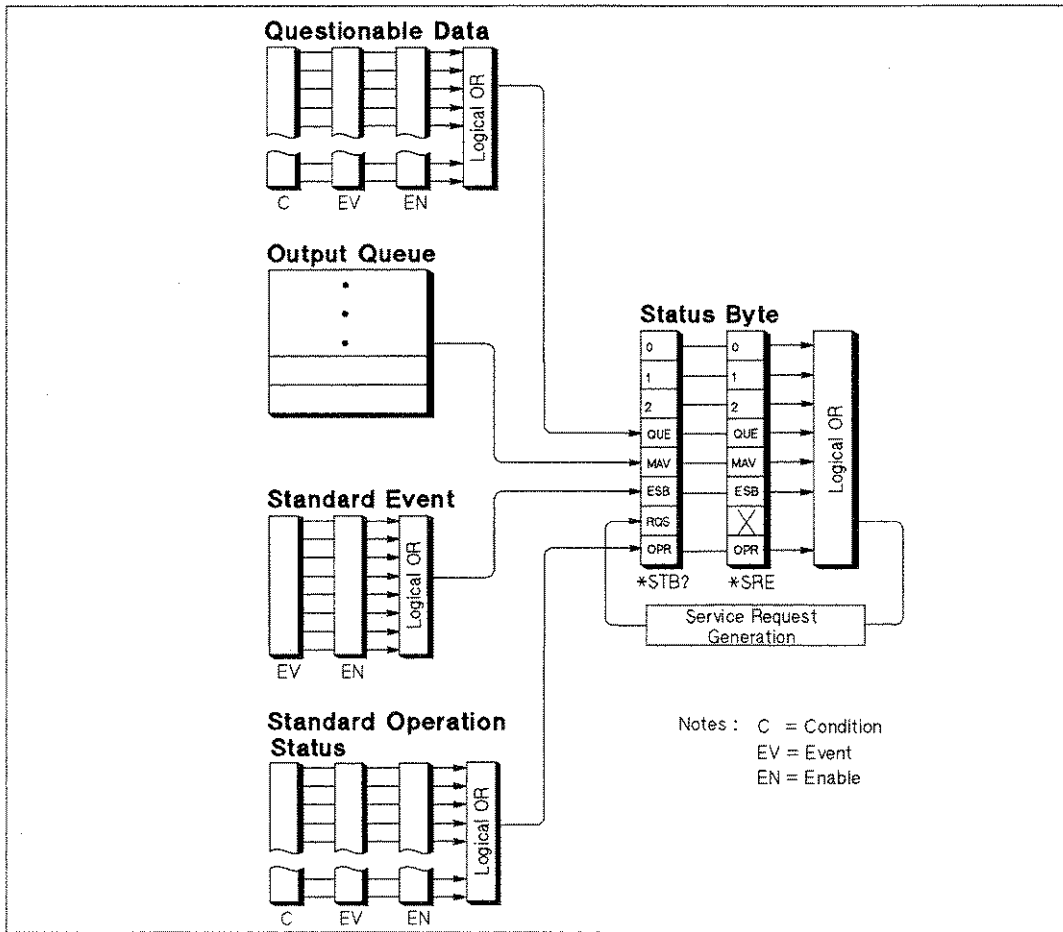 Questionable Data
Logical OR
C EV EN
Output Queue
Status Byte
0 0
1 1
2 2
QUE QUE
MAV MAV
ESB ESB
RQS
OPR OPR
Logical OR
*STB? *SRE
Service Request
Generation
Standard Event
Logical OR
EV EN
Standard Operation
Status
Logical OR
C EV EN
Notes : C = Condition
EV = Event
EN = Enable